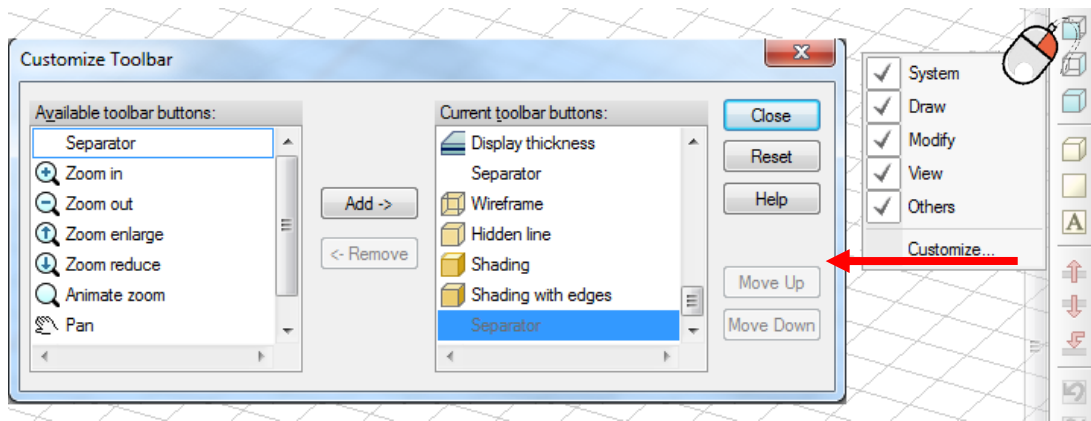 Customize Toolbar
Available toolbar buttons:
Separator
Zoom in
Zoom out
Zoom enlarge
Zoom reduce
Animate zoom
Pan
Add ->
<- Remove
Current toolbar buttons:
Display thickness
Separator
Wireframe
Hidden line
Shading
Shading with edges
Separator
Close
Reset
Help
Move Up
Move Down
System
Draw
Modify
View
Others
Customize...
A